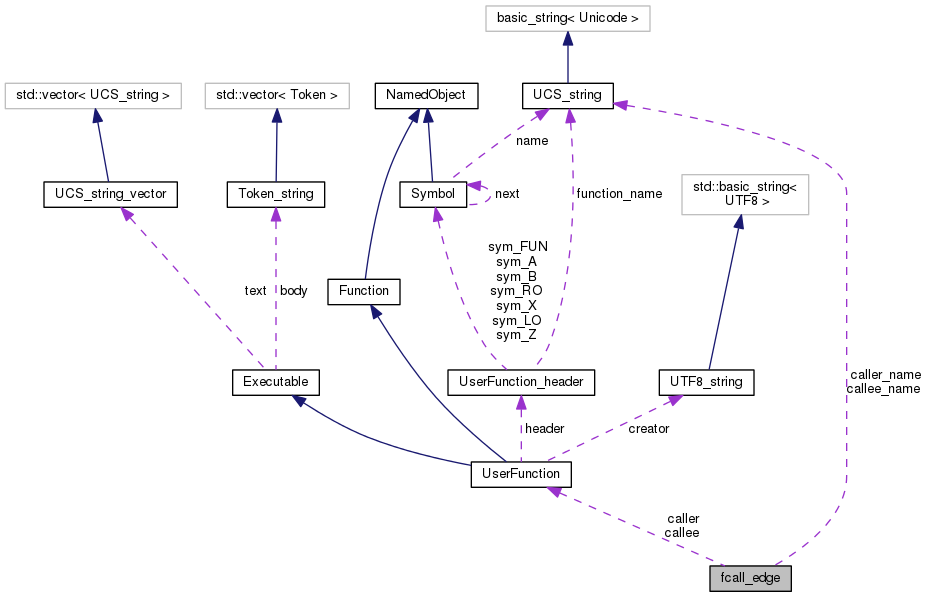 basic_string< Unicode >
std::vector< UCS_string >
std::vector< Token >
NamedObject
UCS_string
name
UCS_string_vector
Token_string
Symbol
next
function_name
std::basic_string<
UTF8 >
sym_FUN
sym_A
sym_B
sym_RO
sym_X
sym_LO
sym_Z
text
body
Function
Executable
UserFunction_header
UTF8_string
caller_name
callee_name
header
creator
UserFunction
caller
callee
fcall_edge